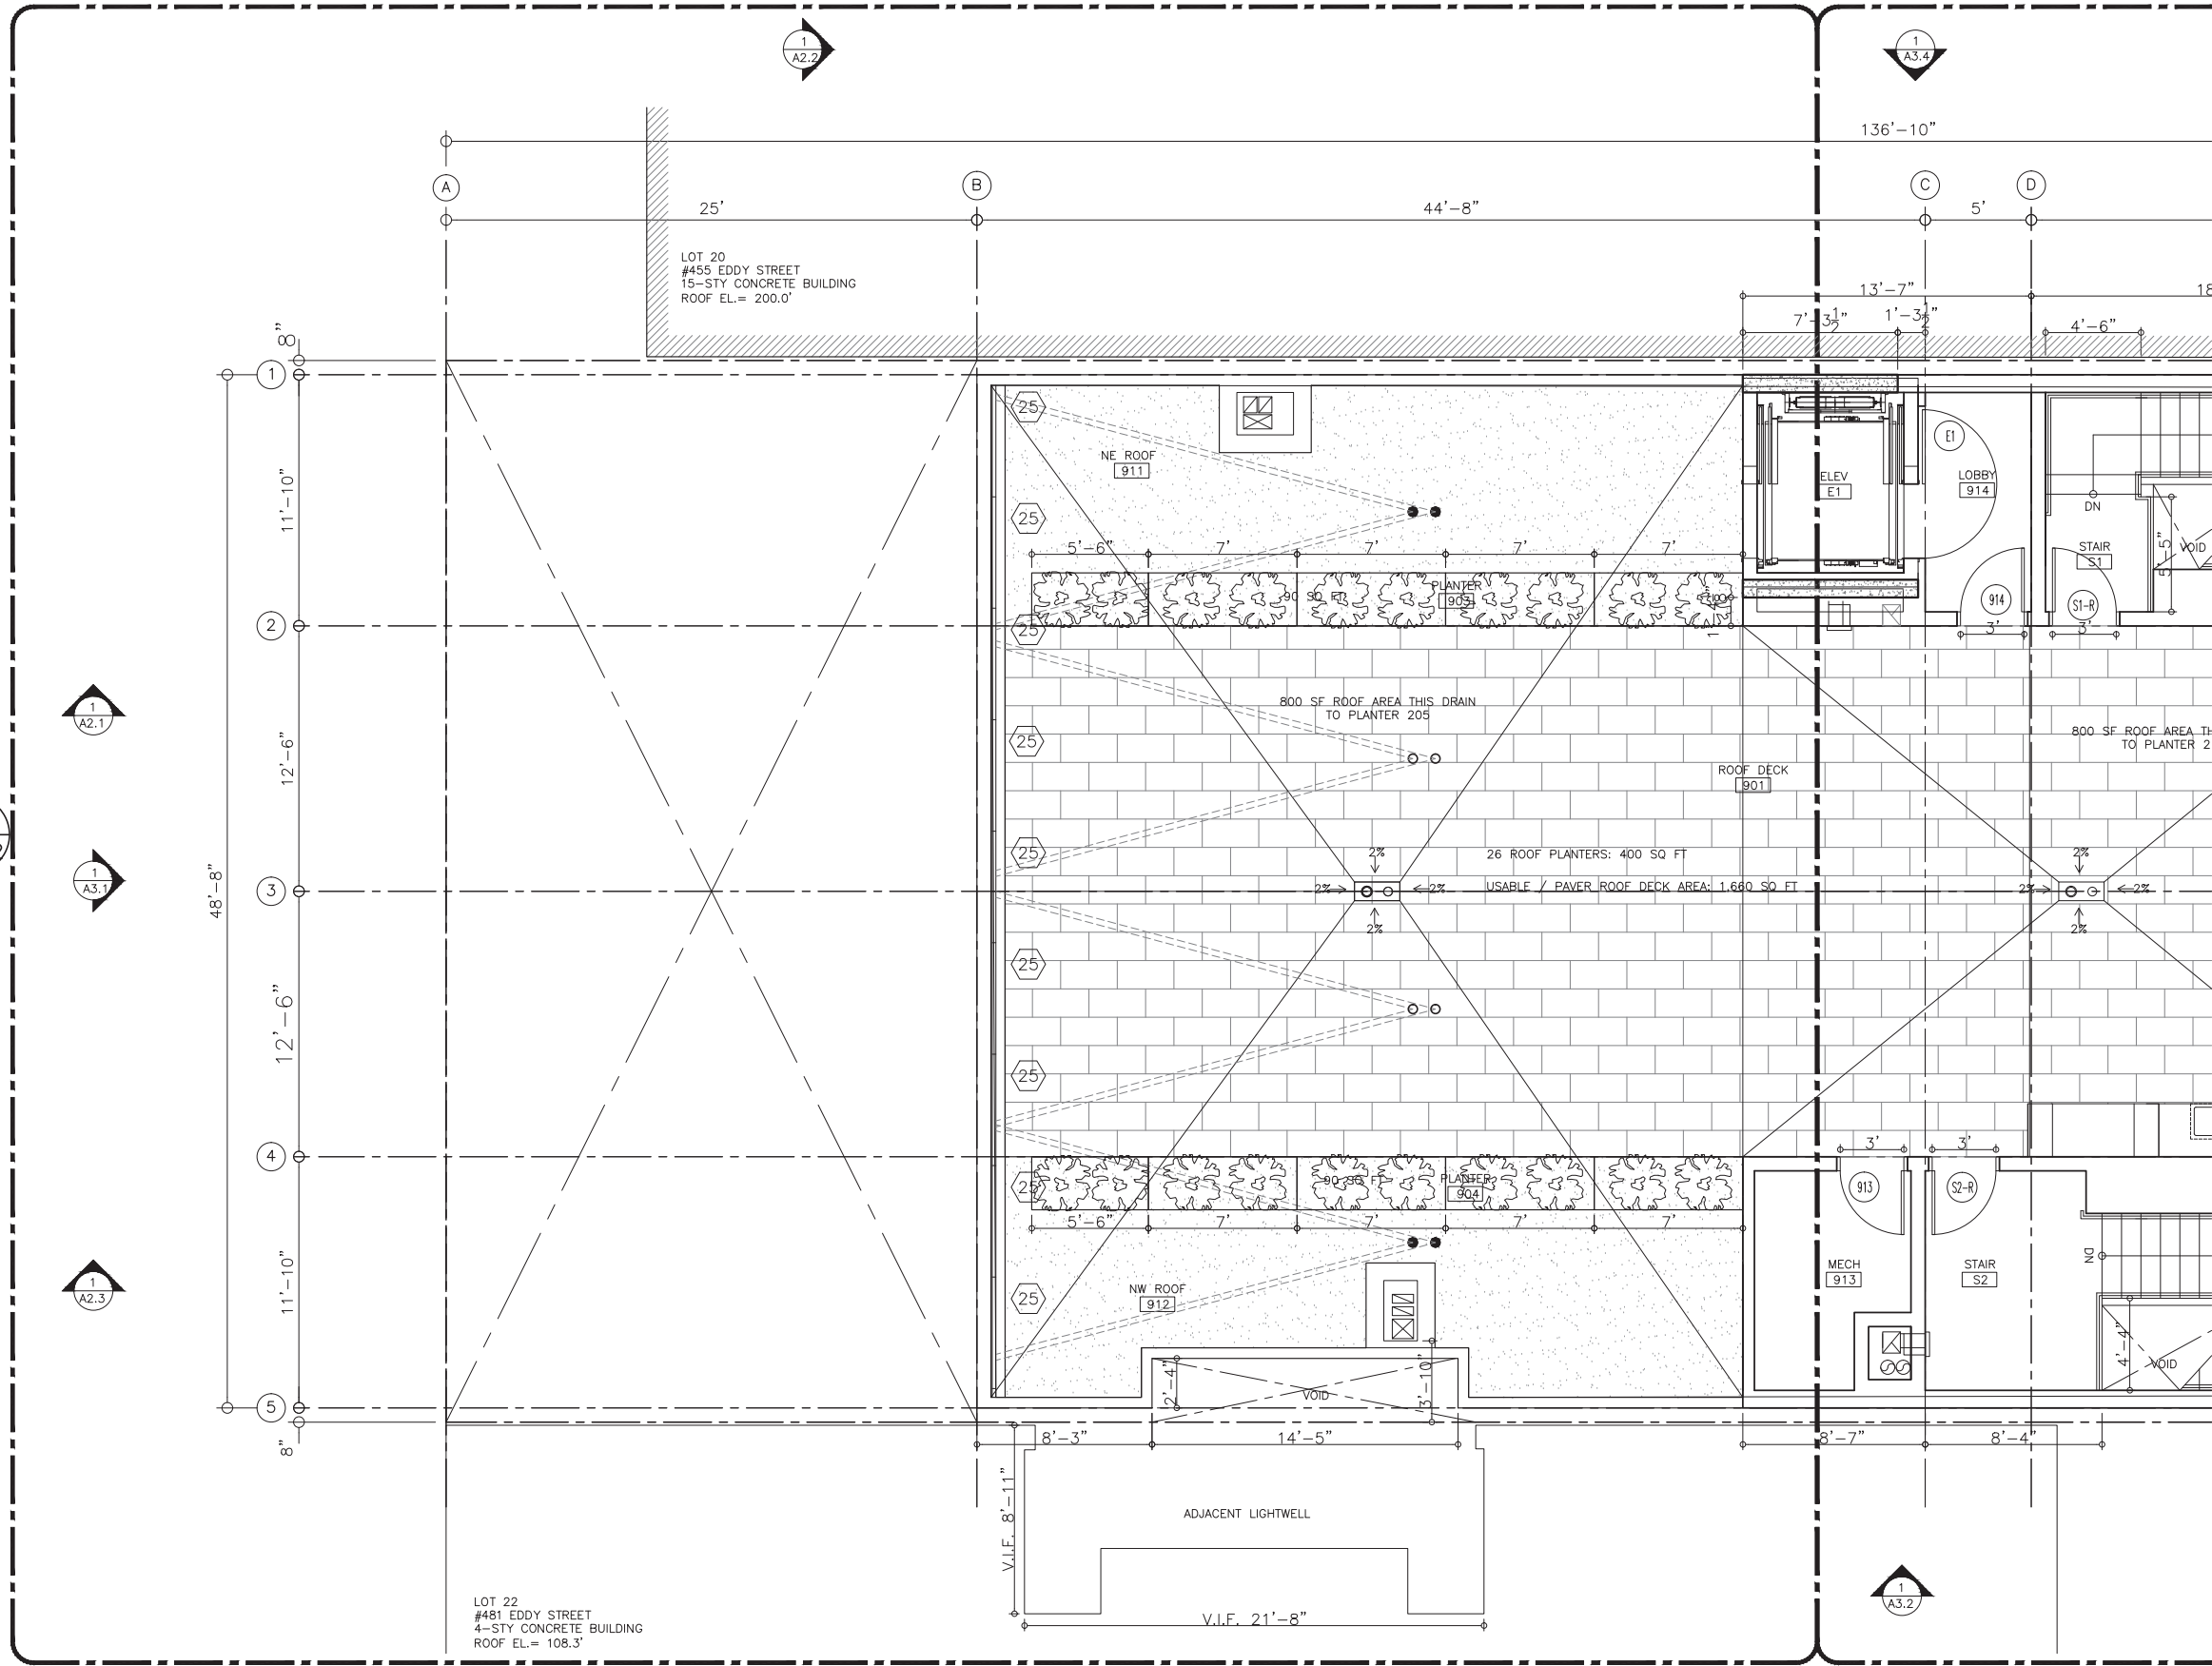 1
A2.2
1
A3.4
136'-10"
A
B
C
D
25'
44'-8"
5'
LOT 20
#455 EDDY STREET
15-STY CONCRETE BUILDING
ROOF EL.= 200.0'
13'-7"
18
7'-3½"
1'-3½"
4'-6"
8"
1
25
NE ROOF
911
E1
ELEV
E1
LOBBY
914
DN
11'-10"
25
STAIR
S1
5'-5"
VOID
5'-6"
7'
7'
7'
7'
90 SQ FT
PLANTER
903
914
S1-R
2
25
3'
3'
1
A2.1
12'-6"
800 SF ROOF AREA THIS DRAIN
TO PLANTER 205
25
800 SF ROOF AREA TH
TO PLANTER 2
ROOF DECK
901
25
26 ROOF PLANTERS: 400 SQ FT
2%
2%
1
A3.1
48'-8"
3
2%
2%
USABLE / PAVER ROOF DECK AREA: 1,660 SQ FT
2%
2%
2%
2%
25
12'-6"
25
3'
3'
4
25
90 SQ FT
PLANTER
904
913
S2-R
5'-6"
7'
7'
7'
7'
1
A2.3
11'-10"
25
NW ROOF
912
MECH
913
STAIR
S2
DN
2'-4"
VOID
3'-10"
4'-4"
VOID
5
8"
8'-3"
14'-5"
8'-7"
8'-4"
V.I.F. 8'-11"
ADJACENT LIGHTWELL
1
A3.2
LOT 22
#481 EDDY STREET
4-STY CONCRETE BUILDING
ROOF EL.= 108.3'
V.I.F. 21'-8"